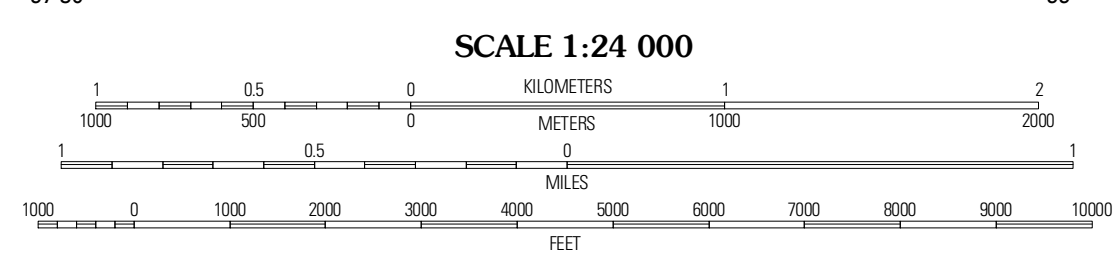 SCALE 1:24 000
1 0.5 0 KILOMETERS 1 2
1000 500 0 METERS 1000 2000
1 0.5 0 1
MILES
1000 0 1000 2000 3000 4000 5000 6000 7000 8000 9000 10000
FEET